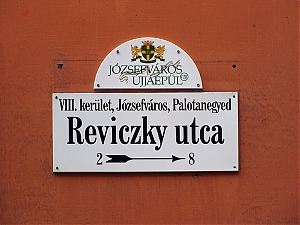 JÓZSEFVÁROS
ÚJJÁÉPÜL
VIII. kerület, Józsefváros, Palotanegyed
Reviczky utca
2 8